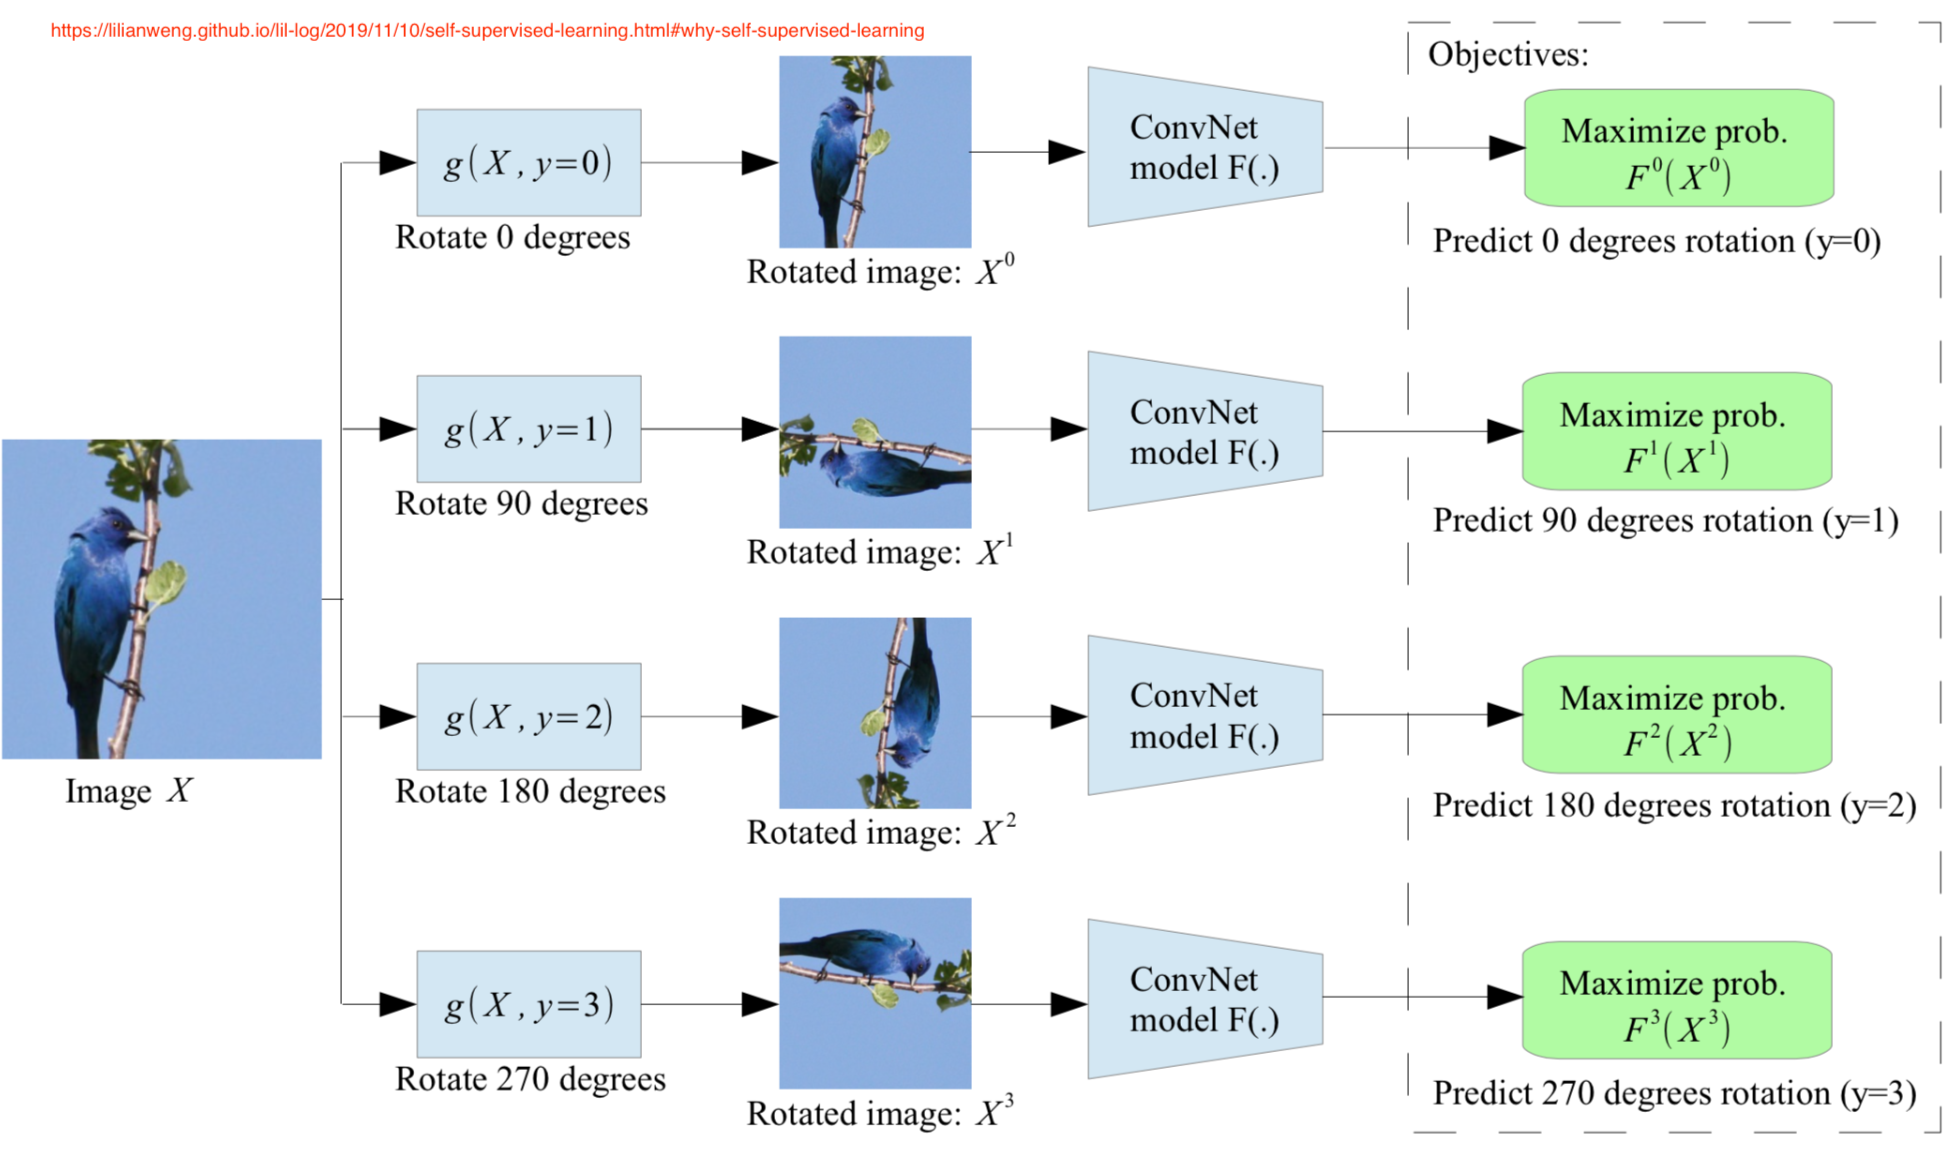 https://lilianweng.github.io/lil-log/2019/11/10/self-supervised-learning.html#why-self-supervised-learning
Objectives:
g(X, y=0)
Rotate 0 degrees
Rotated image: X⁰
ConvNet
model F(.)
Maximize prob.
F⁰(X⁰)
Predict 0 degrees rotation (y=0)
g(X, y=1)
Rotate 90 degrees
Rotated image: X¹
ConvNet
model F(.)
Maximize prob.
F¹(X¹)
Predict 90 degrees rotation (y=1)
Image X
g(X, y=2)
Rotate 180 degrees
Rotated image: X²
ConvNet
model F(.)
Maximize prob.
F²(X²)
Predict 180 degrees rotation (y=2)
g(X, y=3)
Rotate 270 degrees
Rotated image: X³
ConvNet
model F(.)
Maximize prob.
F³(X³)
Predict 270 degrees rotation (y=3)